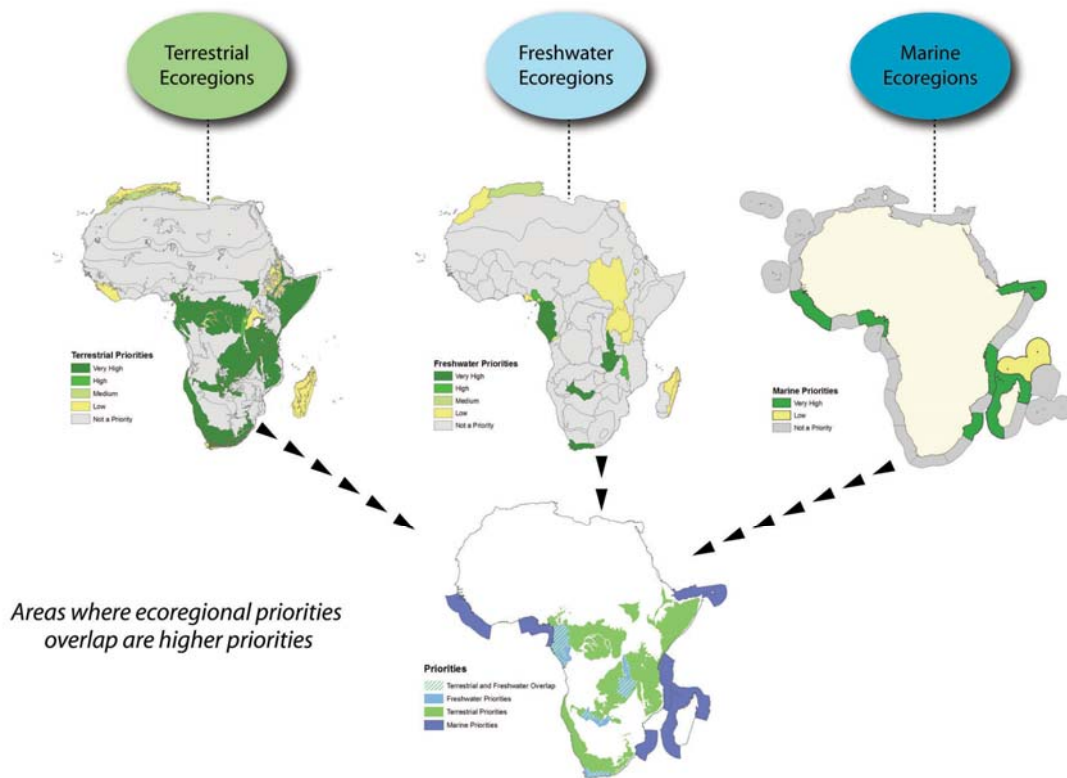 Terrestrial
Ecoregions
Freshwater
Ecoregions
Marine
Ecoregions
Terrestrial Priorities
Very High
High
Medium
Low
Not a Priority
Freshwater Priorities
Very High
High
Medium
Low
Not a Priority
Marine Priorities
Very High
Low
Not a Priority
Areas where ecoregional priorities
overlap are higher priorities
Priorities
Terrestrial and Freshwater Overlap
Freshwater Priorities
Terrestrial Priorities
Marine Priorities